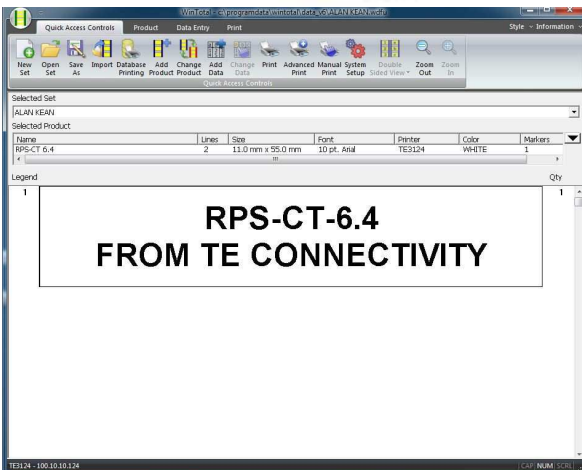 WinTotal - c:\programdata\wintotal\data_v6\ALAN KEAN.wdfu
Quick Access Controls Product Data Entry Print Style Information
New Set Open Set Save As Import Database Printing Add Product Change Product Add Data Change Data Print Advanced Print Manual Print System Setup Double Sided View Zoom Out Zoom In
Quick Access Controls
Selected Set
ALAN KEAN
Selected Product
Name Lines Size Font Printer Color Markers
RPS-CT 6.4 2 11.0 mm x 55.0 mm 10 pt. Arial TE3124 WHITE 1
Legend Qty
1 RPS-CT-6.4 1
FROM TE CONNECTIVITY
TE3124 - 100.10.10.124 CAP NUM SCRL